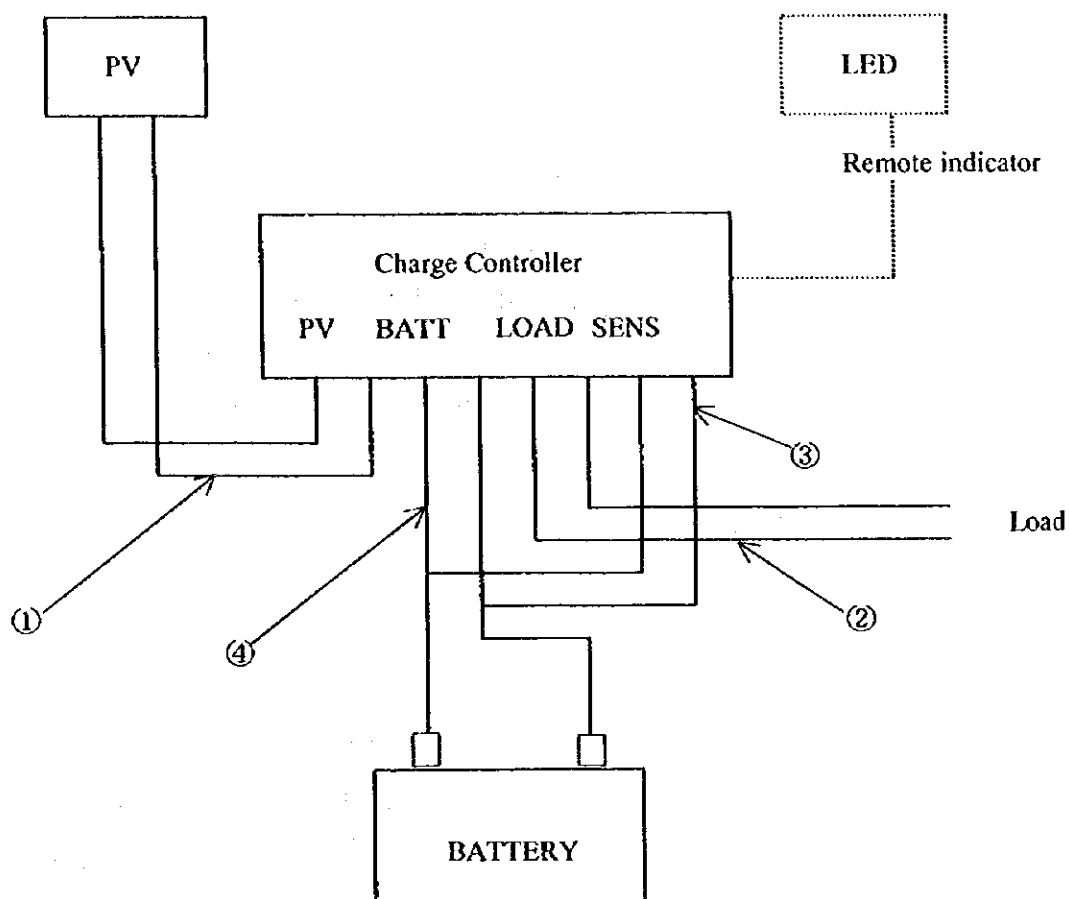 PV
LED
Remote indicator
Charge Controller
PV BATT LOAD SENS
③
Load
①
②
④
BATTERY